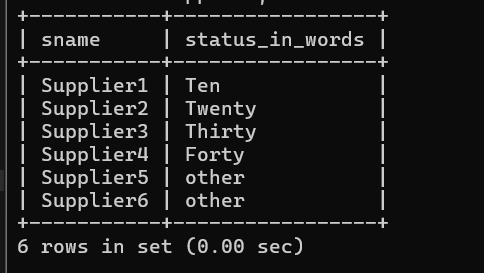 +-----------+-----------------+
| sname     | status_in_words |
+-----------+-----------------+
| Supplier1 | Ten             |
| Supplier2 | Twenty          |
| Supplier3 | Thirty          |
| Supplier4 | Forty           |
| Supplier5 | other           |
| Supplier6 | other           |
+-----------+-----------------+
6 rows in set (0.00 sec)